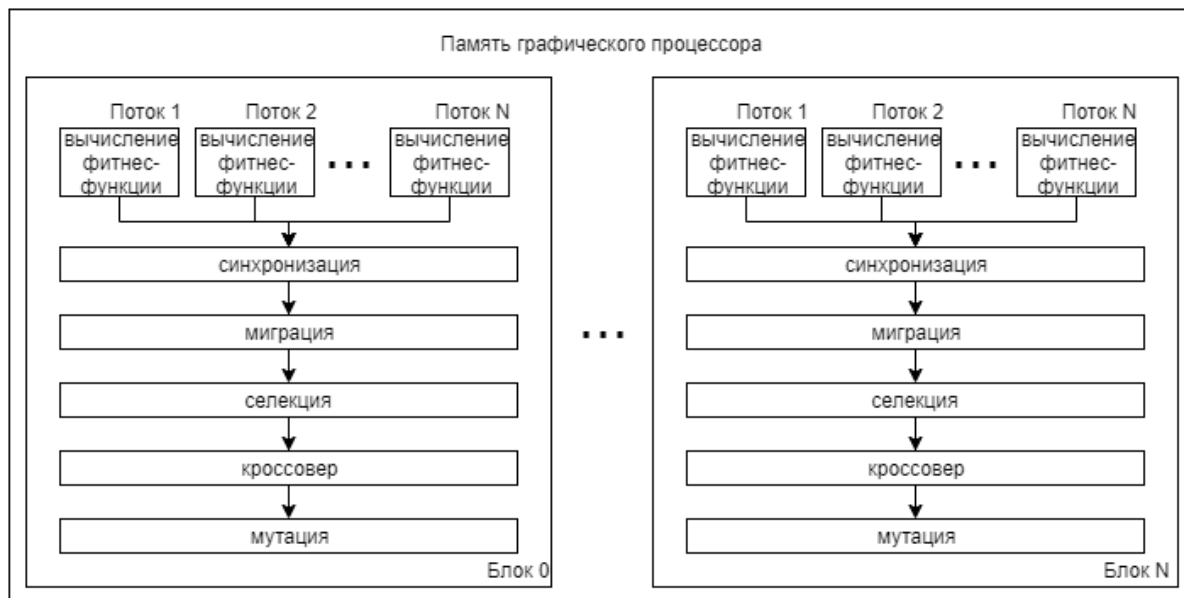 Память графического процессора
Поток 1
Поток 2
Поток N
вычисление
фитнес-
функции
вычисление
фитнес-
функции
...
вычисление
фитнес-
функции
синхронизация
миграция
селекция
кроссовер
мутация
Блок 0
...
Поток 1
Поток 2
Поток N
вычисление
фитнес-
функции
вычисление
фитнес-
функции
...
вычисление
фитнес-
функции
синхронизация
миграция
селекция
кроссовер
мутация
Блок N